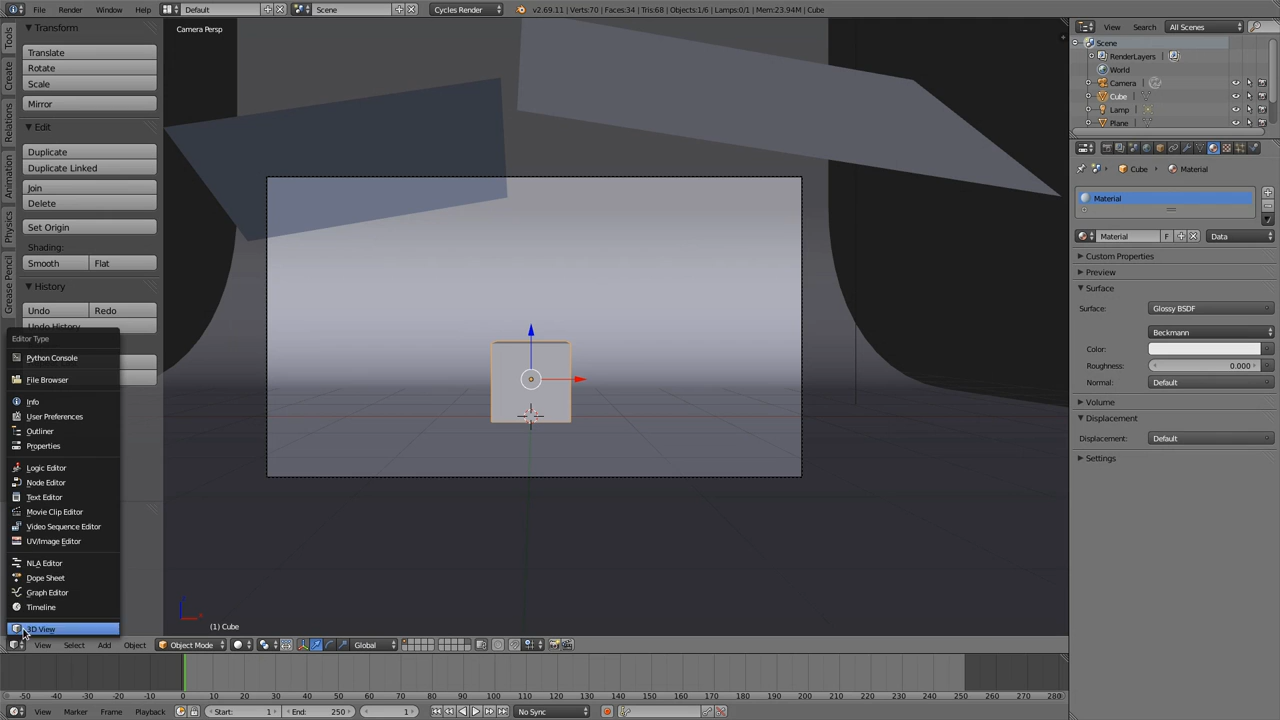 File Render Window Help Default Scene Cycles Render v2.69.11 | Verts:70 | Faces:34 | Tris:68 | Objects:1/6 | Lamps:0/1 | Mem:23.94M | Cube
Tools
Create
Relations
Animation
Physics
Grease Pencil
Transform
Translate
Rotate
Scale
Mirror
Edit
Duplicate
Duplicate Linked
Join
Delete
Set Origin
Shading:
Smooth Flat
History
Undo Redo
Undo History
Editor Type
Python Console
File Browser
Info
User Preferences
Outliner
Properties
Logic Editor
Node Editor
Text Editor
Movie Clip Editor
Video Sequence Editor
UV/Image Editor
NLA Editor
Dope Sheet
Graph Editor
Timeline
3D View
Camera Persp
(1) Cube
View Search All Scenes
Scene
RenderLayers
World
Camera
Cube
Lamp
Plane
Cube Material
Material
Material F Data
Custom Properties
Preview
Surface
Surface: Glossy BSDF
Beckmann
Color:
Roughness: 0.000
Normal: Default
Volume
Displacement
Displacement: Default
Settings
View Select Add Object Object Mode Global
-50 -40 -30 -20 -10 0 10 20 30 40 50 60 70 80 90 100 110 120 130 140 150 160 170 180 190 200 210 220 230 240 250 260 270 280
View Marker Frame Playback Start: 1 End: 250 1 No Sync